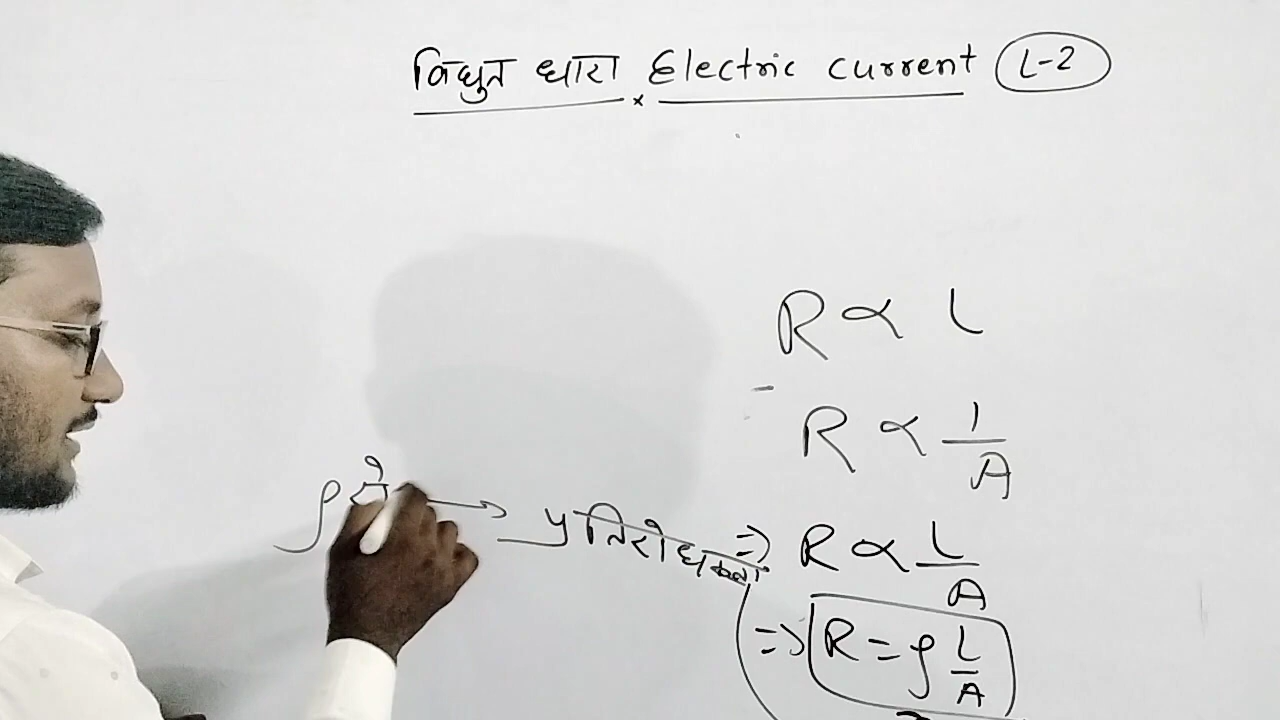 विधुत धारा Electric current L-2
R ∝ L
R ∝ 1/A
ρ → प्रतिरोधकता
⇒ R ∝ L/A
⇒ R = ρ L/A